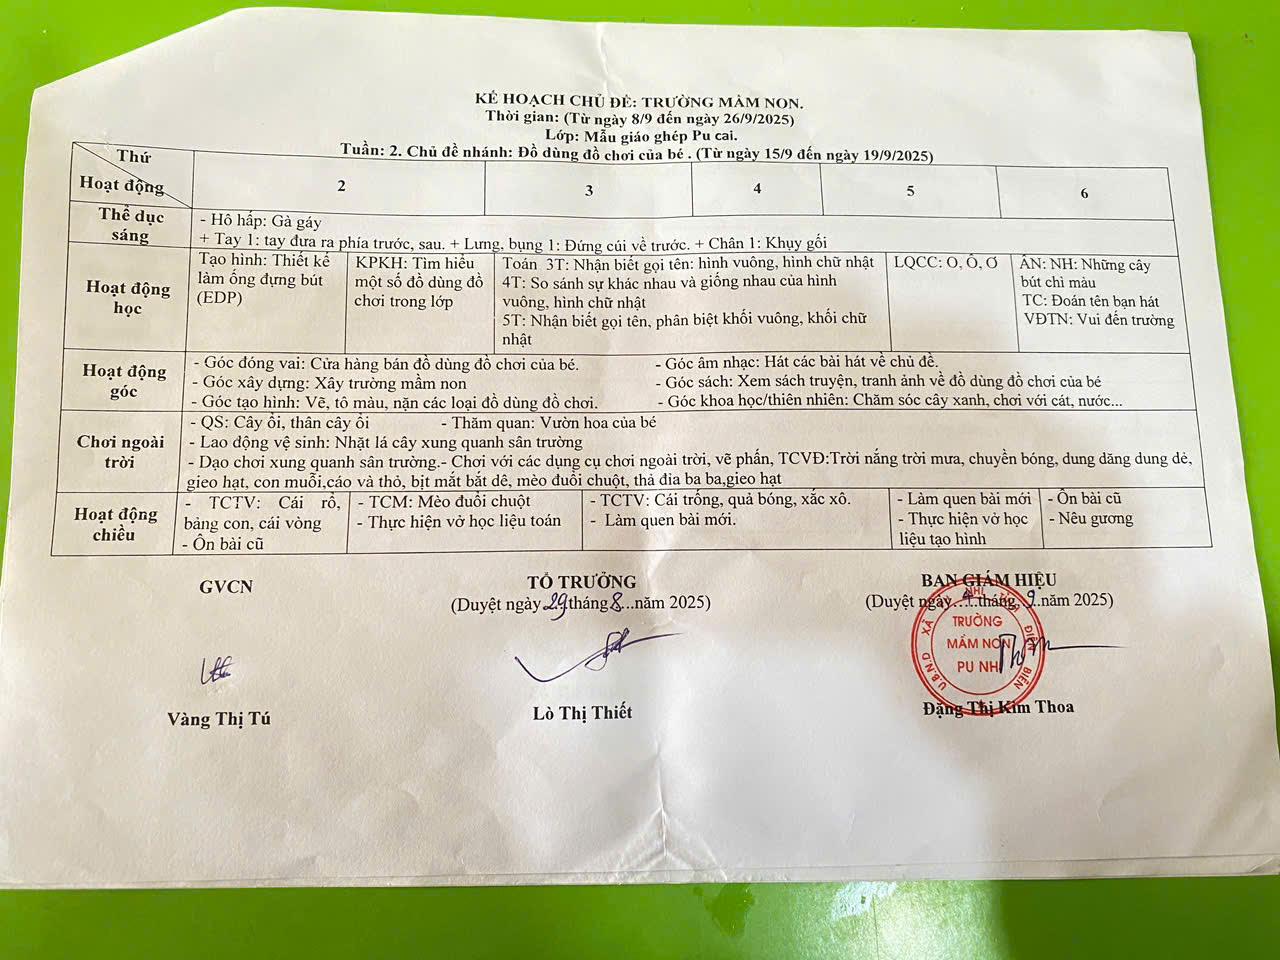 KẾ HOẠCH CHỦ ĐỀ: TRƯỜNG MẦM NON.
Thời gian: (Từ ngày 8/9 đến ngày 26/9/2025)
Lớp: Mẫu giáo ghép Pu cai.
Tuần: 2. Chủ đề nhánh: Đồ dùng đồ chơi của bé . (Từ ngày 15/9 đến ngày 19/9/2025)
Thứ
Hoạt động
2
3
4
5
6
Thể dục
sáng
- Hô hấp: Gà gáy
+ Tay 1: tay đưa ra phía trước, sau. + Lưng, bụng 1: Đứng cúi về trước. + Chân 1: Khụy gối
Hoạt động
học
Tạo hình: Thiết kế
làm ống đựng bút
(EDP)
KPKH: Tìm hiểu
một số đồ dùng đồ
chơi trong lớp
Toán 3T: Nhận biết gọi tên: hình vuông, hình chữ nhật
4T: So sánh sự khác nhau và giống nhau của hình
vuông, hình chữ nhật
5T: Nhận biết gọi tên, phân biệt khối vuông, khối chữ
nhật
LQCC: O, Ô, Ơ
ÂN: NH: Những cây
bút chì màu
TC: Đoán tên bạn hát
VĐTN: Vui đến trường
Hoạt động
góc
- Góc đóng vai: Cửa hàng bán đồ dùng đồ chơi của bé.
- Góc xây dựng: Xây trường mầm non
- Góc tạo hình: Vẽ, tô màu, nặn các loại đồ dùng đồ chơi.
- Góc âm nhạc: Hát các bài hát về chủ đề.
- Góc sách: Xem sách truyện, tranh ảnh về đồ dùng đồ chơi của bé
- Góc khoa học/thiên nhiên: Chăm sóc cây xanh, chơi với cát, nước...
Chơi ngoài
trời
- QS: Cây ổi, thân cây ổi - Thăm quan: Vườn hoa của bé
- Lao động vệ sinh: Nhặt lá cây xung quanh sân trường
- Dạo chơi xung quanh sân trường.- Chơi với các dụng cụ chơi ngoài trời, vẽ phấn, TCVĐ:Trời nắng trời mưa, chuyền bóng, dung dăng dung dẻ,
gieo hạt, con muỗi,cáo và thỏ, bịt mắt bắt dê, mèo đuổi chuột, thả đỉa ba ba,gieo hạt
Hoạt động
chiều
- TCTV: Cái rổ,
bảng con, cái vòng
- Ôn bài cũ
- TCM: Mèo đuổi chuột
- Thực hiện vở học liệu toán
- TCTV: Cái trống, quả bóng, xắc xô.
- Làm quen bài mới.
- Làm quen bài mới
- Thực hiện vở học
liệu tạo hình
- Ôn bài cũ
- Nêu gương
GVCN
TỔ TRƯỞNG
BAN GIÁM HIỆU
(Duyệt ngày 29 tháng 8...năm 2025)
(Duyệt ngày..4..tháng..9..năm 2025)
TRƯỜNG
MẦM NON
PU NHI
Vàng Thị Tú
Lò Thị Thiết
Đặng Thị Kim Thoa